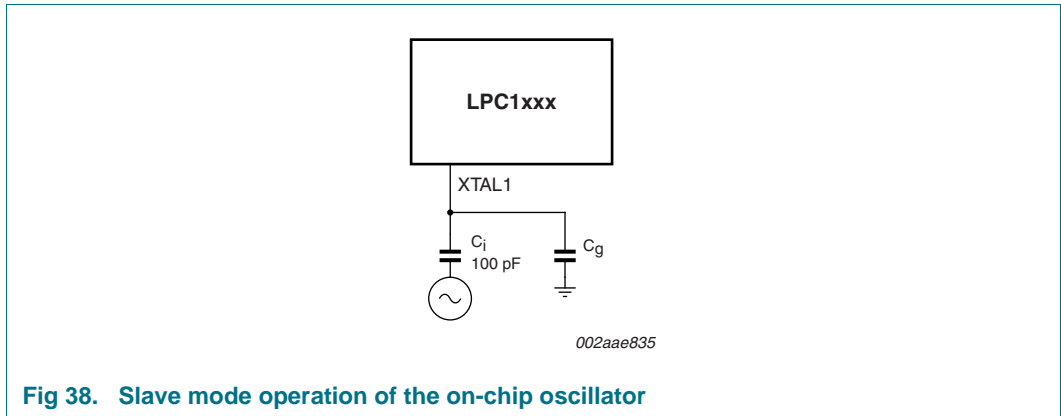 LPC1xxx
XTAL1
Ci
100 pF
Cg
002aae835
Fig 38. Slave mode operation of the on-chip oscillator